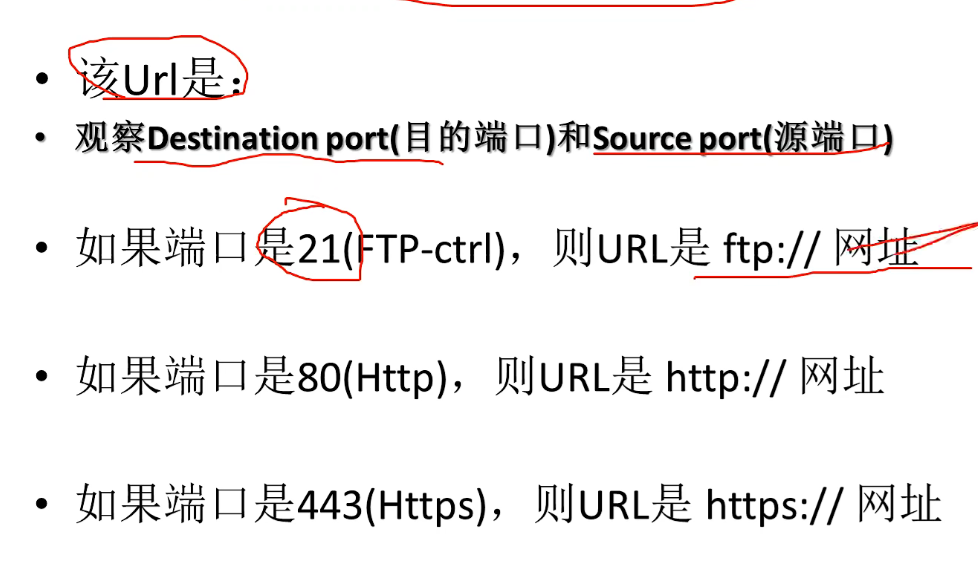 • 该Url是：
• 观察Destination port(目的端口)和Source port(源端口)
• 如果端口是21(FTP-ctrl)，则URL是 ftp:// 网址
• 如果端口是80(Http)，则URL是 http:// 网址
• 如果端口是443(Https)，则URL是 https:// 网址